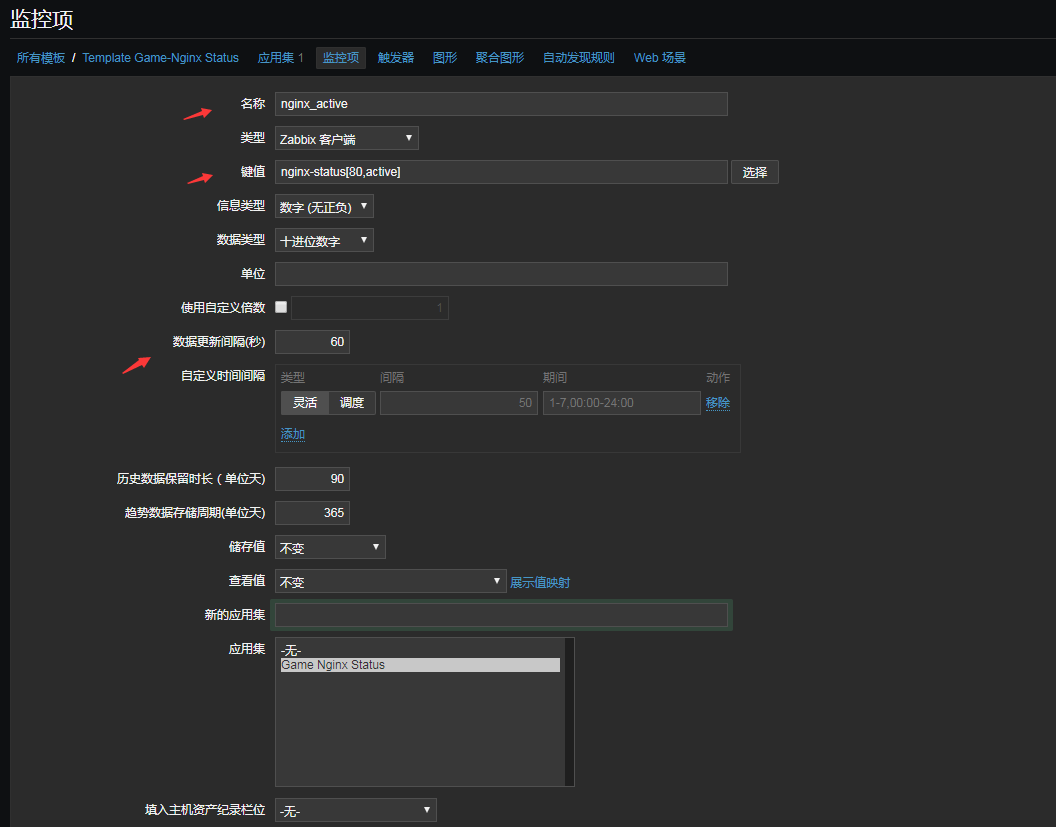 监控项
所有模板 / Template Game-Nginx Status 应用集 1 监控项 触发器 图形 聚合图形 自动发现规则 Web 场景
名称 nginx_active
类型 Zabbix 客户端
键值 nginx-status[80,active] 选择
信息类型 数字 (无正负)
数据类型 十进位数字
单位
使用自定义倍数 1
数据更新间隔(秒) 60
自定义时间间隔 类型 间隔 期间 动作
灵活 调度 50 1-7,00:00-24:00 移除
添加
历史数据保留时长 ( 单位天) 90
趋势数据存储周期(单位天) 365
储存值 不变
查看值 不变 展示值映射
新的应用集
应用集 -无-
Game Nginx Status
填入主机资产纪录栏位 -无-